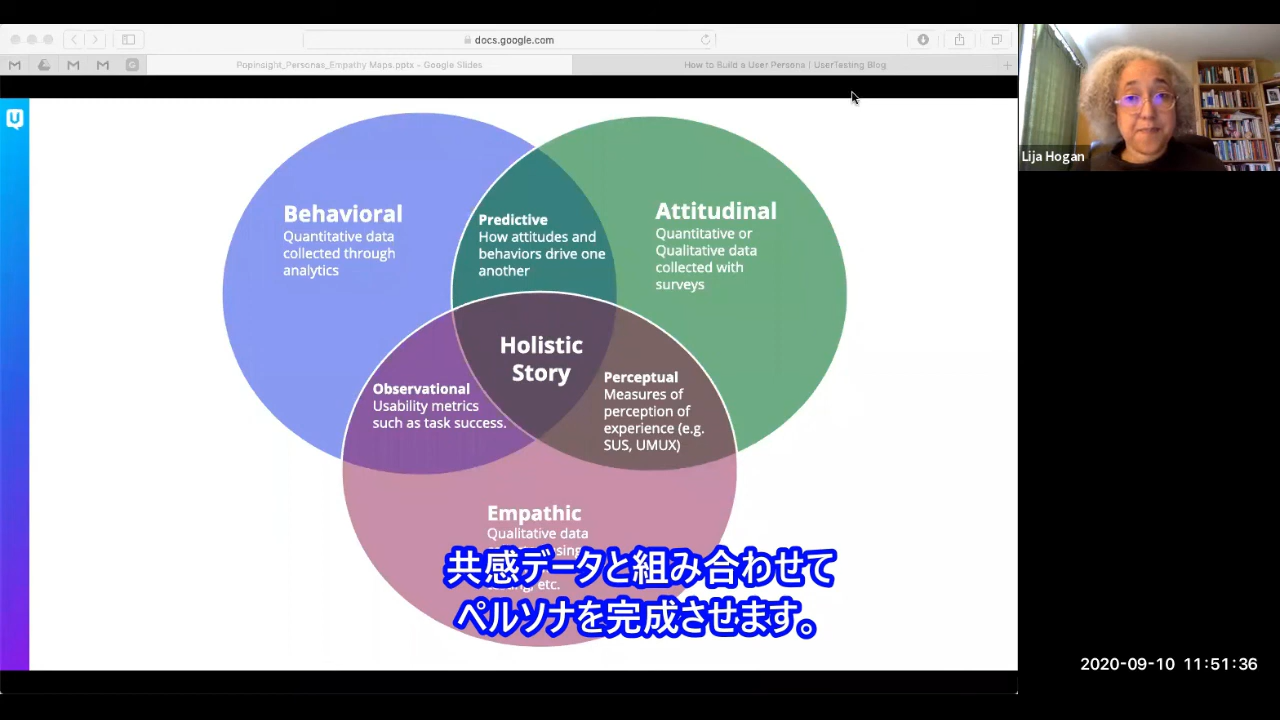 docs.google.com
Popinsight_Personas_Empathy Maps.pptx – Google Slides
How to Build a User Persona | UserTesting Blog
Lija Hogan
Behavioral
Quantitative data
collected through
analytics
Predictive
How attitudes and
behaviors drive one
another
Attitudinal
Quantitative or
Qualitative data
collected with
surveys
Holistic
Story
Observational
Usability metrics
such as task success.
Perceptual
Measures of
perception of
experience (e.g.
SUS, UMUX)
Empathic
Qualitative data
etc.
共感データと組み合わせて
ペルソナを完成させます。
2020-09-10 11:51:36